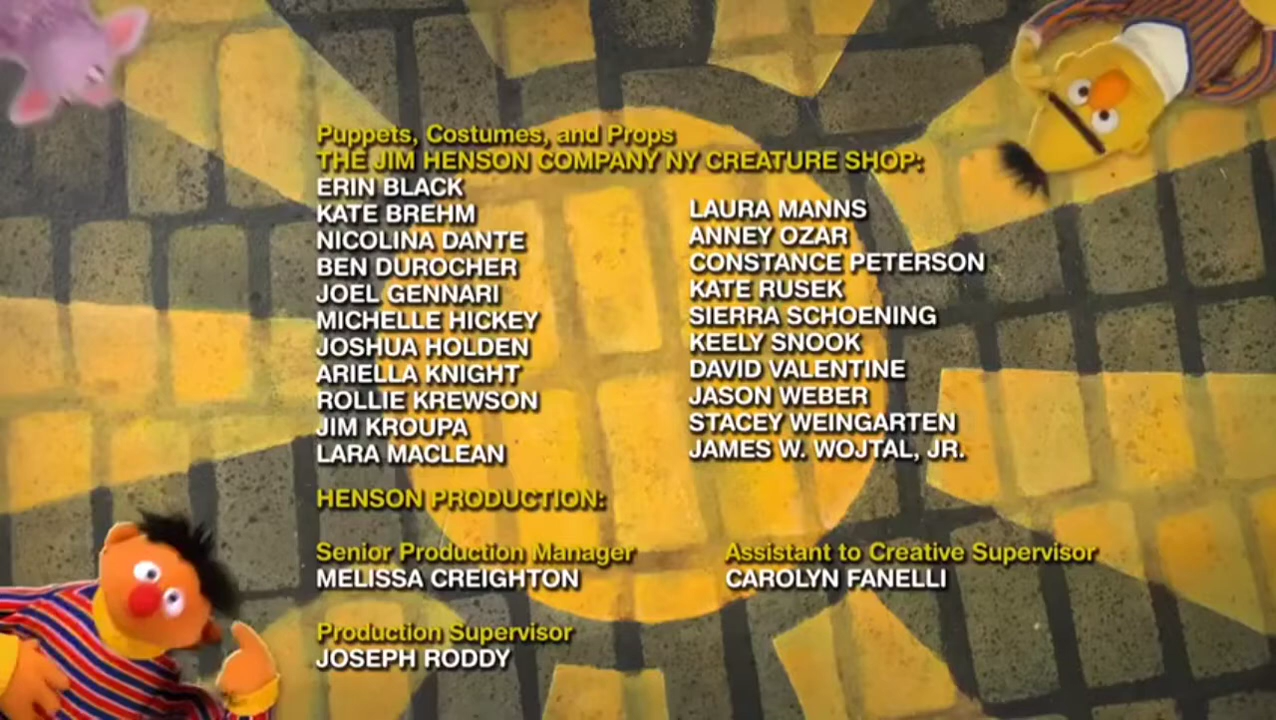 Puppets, Costumes, and Props
THE JIM HENSON COMPANY NY CREATURE SHOP:
ERIN BLACK
KATE BREHM
NICOLINA DANTE
BEN DUROCHER
JOEL GENNARI
MICHELLE HICKEY
JOSHUA HOLDEN
ARIELLA KNIGHT
ROLLIE KREWSON
JIM KROUPA
LARA MACLEAN
LAURA MANNS
ANNEY OZAR
CONSTANCE PETERSON
KATE RUSEK
SIERRA SCHOENING
KEELY SNOOK
DAVID VALENTINE
JASON WEBER
STACEY WEINGARTEN
JAMES W. WOJTAL, JR.
HENSON PRODUCTION:
Senior Production Manager
MELISSA CREIGHTON
Assistant to Creative Supervisor
CAROLYN FANELLI
Production Supervisor
JOSEPH RODDY